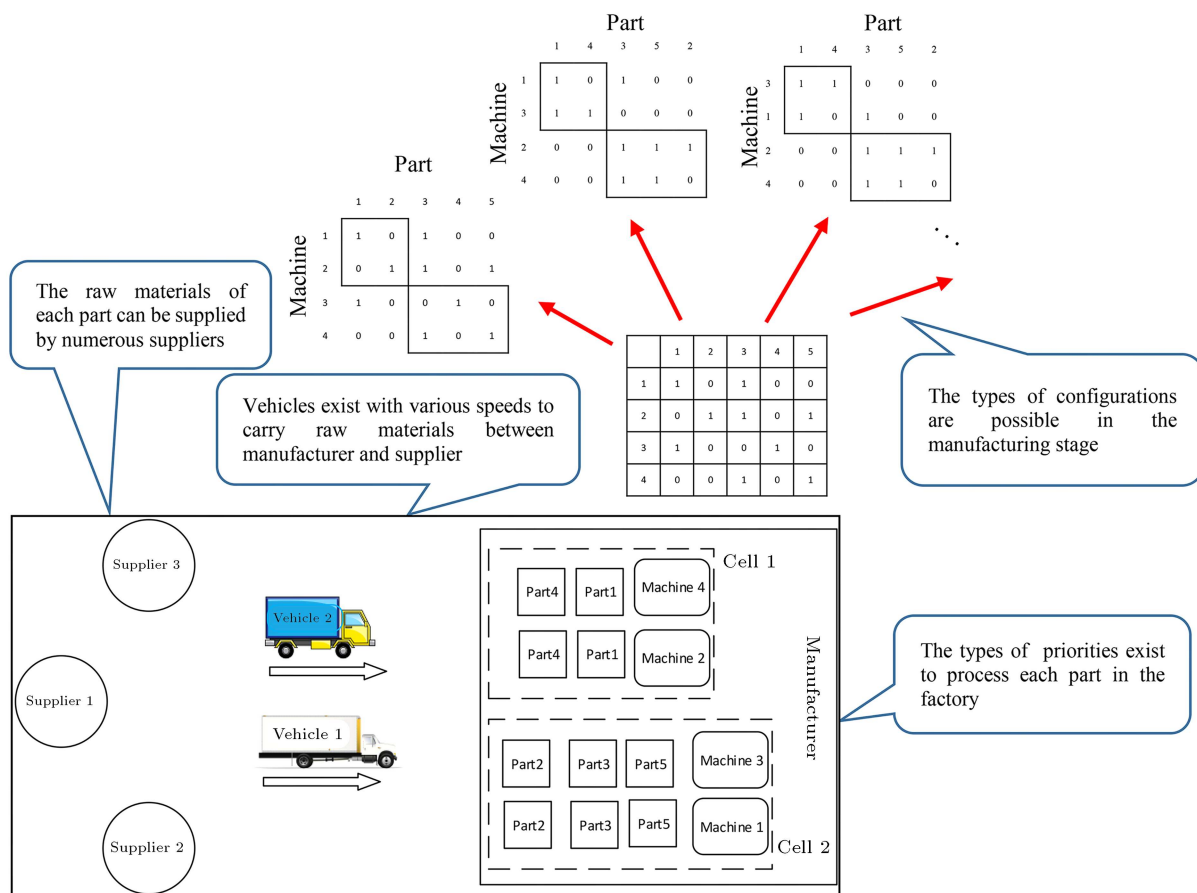 Part
1 4 3 5 2
Machine
1 1 0 1 0 0
3 1 1 0 0 0
2 0 0 1 1 1
4 0 0 1 1 0
Part
1 4 3 5 2
Machine
3 1 1 0 0 0
1 1 0 1 0 0
2 0 0 1 1 1
4 0 0 1 1 0
...
Part
1 2 3 4 5
Machine
1 1 0 1 0 0
2 0 1 1 0 1
3 1 0 0 1 0
4 0 0 1 0 1
1 2 3 4 5
1 1 0 1 0 0
2 0 1 1 0 1
3 1 0 0 1 0
4 0 0 1 0 1
The raw materials of
each part can be supplied
by numerous suppliers
Vehicles exist with various speeds to
carry raw materials between
manufacturer and supplier
The types of configurations
are possible in the
manufacturing stage
Supplier 3
Supplier 1
Supplier 2
Vehicle 2
Vehicle 1
Cell 1
Part4 Part1 Machine 4
Part4 Part1 Machine 2
Part2 Part3 Part5 Machine 3
Part2 Part3 Part5 Machine 1
Cell 2
Manufacturer
The types of priorities exist
to process each part in the
factory